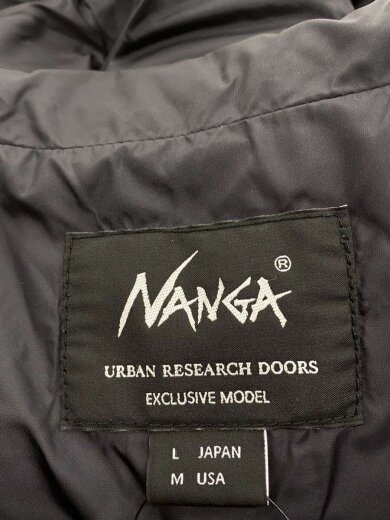 NANGA®
URBAN RESEARCH DOORS
EXCLUSIVE MODEL
L JAPAN
M USA